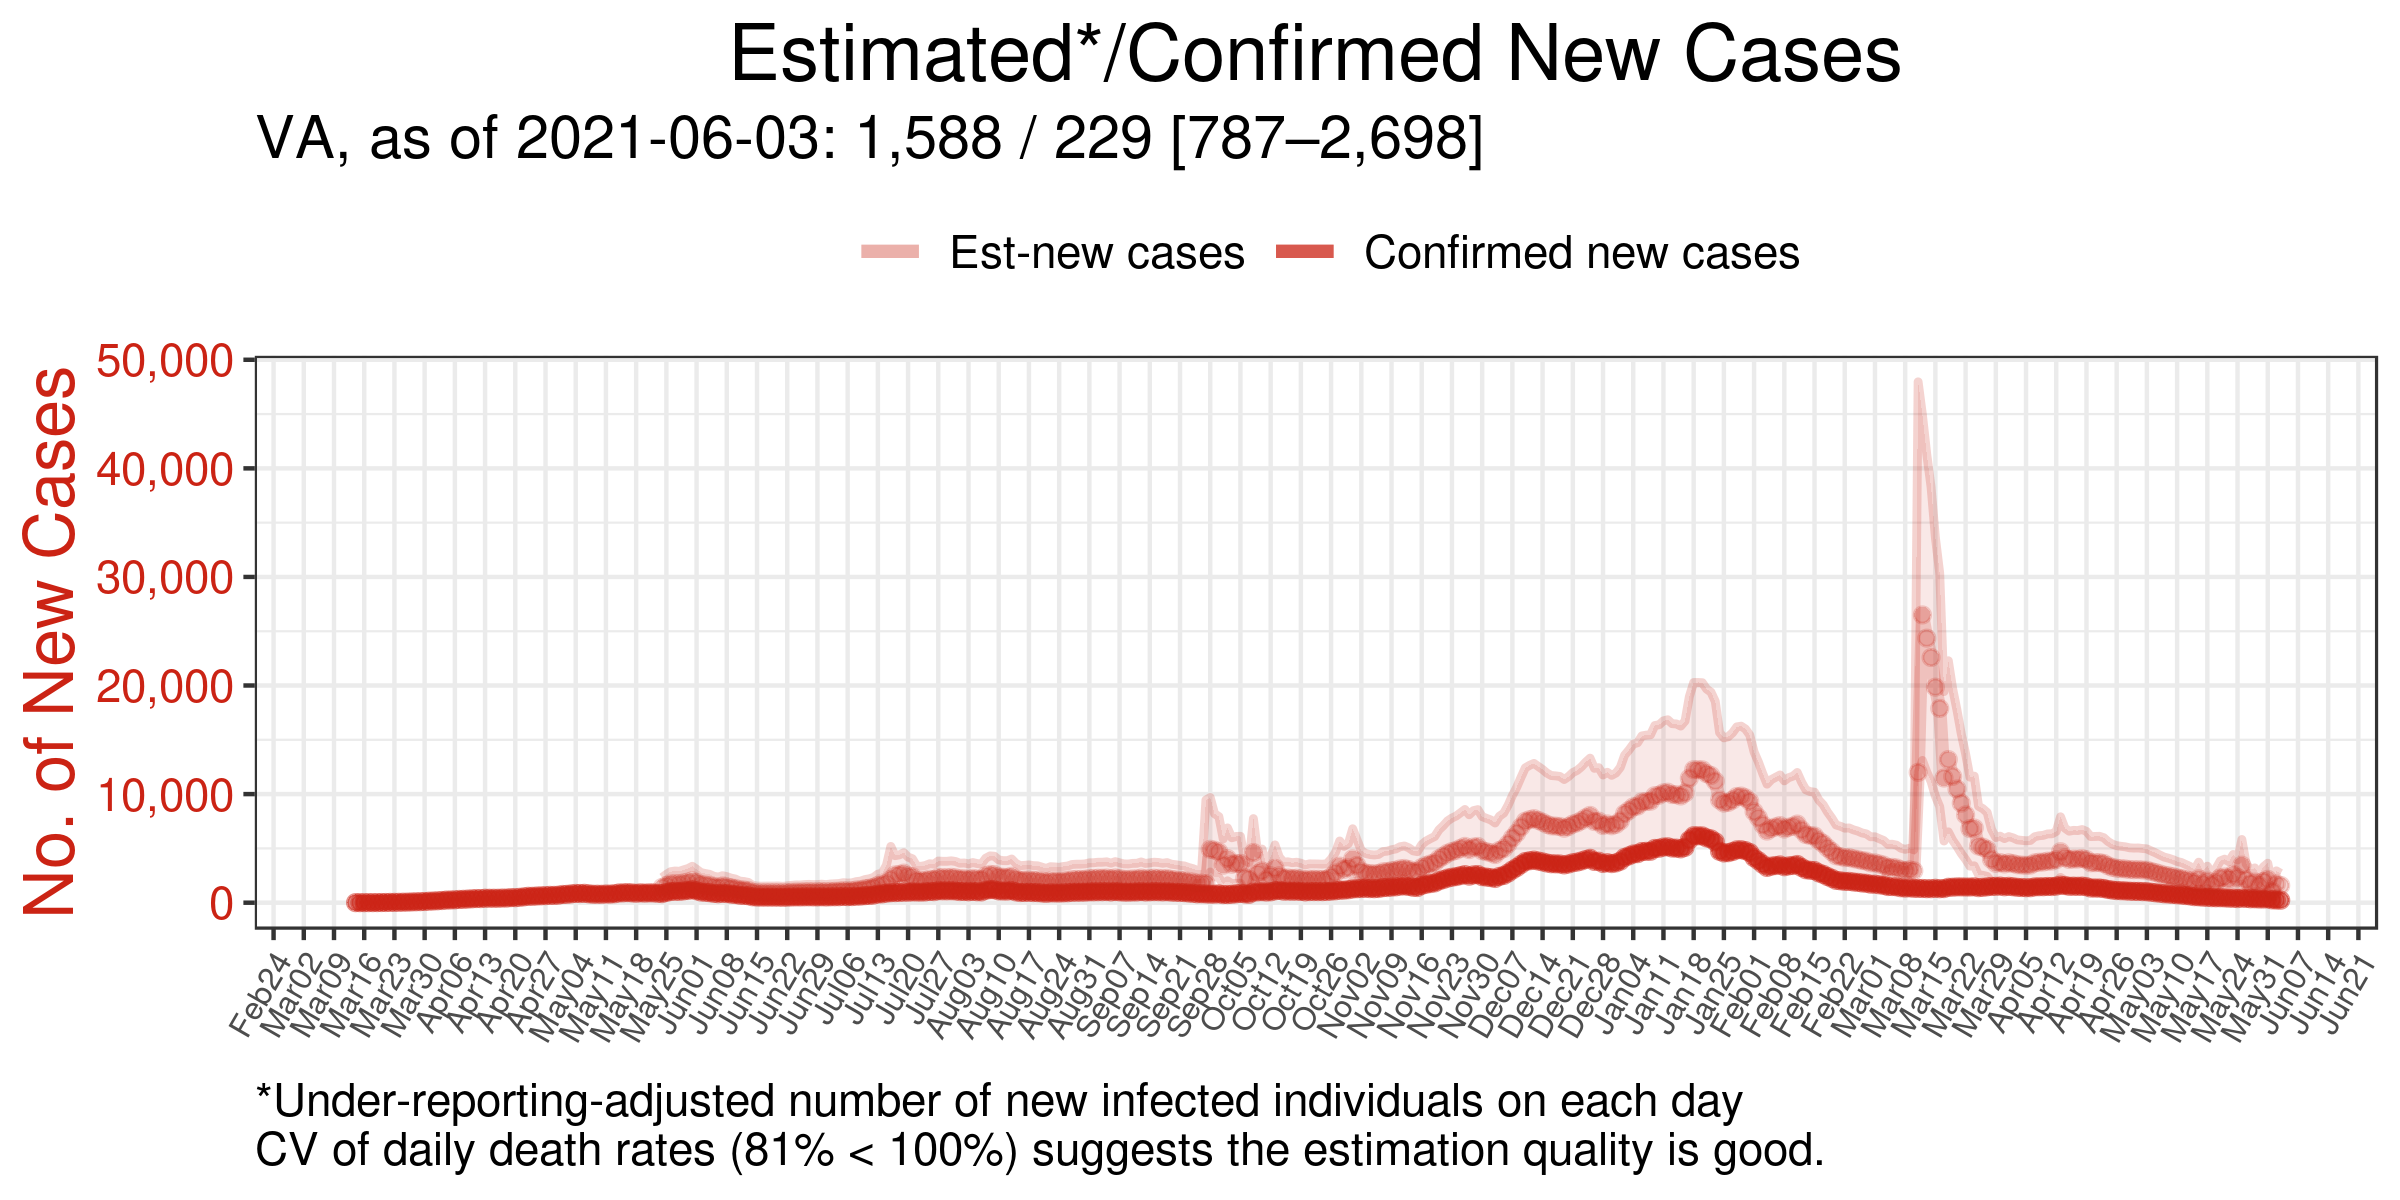 Estimated*/Confirmed New Cases
VA, as of 2021-06-03: 1,588 / 229 [787–2,698]
Est-new cases
Confirmed new cases
No. of New Cases
50,000
40,000
30,000
20,000
10,000
0
Feb24
Mar02
Mar09
Mar16
Mar23
Mar30
Apr06
Apr13
Apr20
Apr27
May04
May11
May18
May25
Jun01
Jun08
Jun15
Jun22
Jun29
Jul06
Jul13
Jul20
Jul27
Aug03
Aug10
Aug17
Aug24
Aug31
Sep07
Sep14
Sep21
Sep28
Oct05
Oct12
Oct19
Oct26
Nov02
Nov09
Nov16
Nov23
Nov30
Dec07
Dec14
Dec21
Dec28
Jan04
Jan11
Jan18
Jan25
Feb01
Feb08
Feb15
Feb22
Mar01
Mar08
Mar15
Mar22
Mar29
Apr05
Apr12
Apr19
Apr26
May03
May10
May17
May24
May31
Jun07
Jun14
Jun21
*Under-reporting-adjusted number of new infected individuals on each day
CV of daily death rates (81% < 100%) suggests the estimation quality is good.